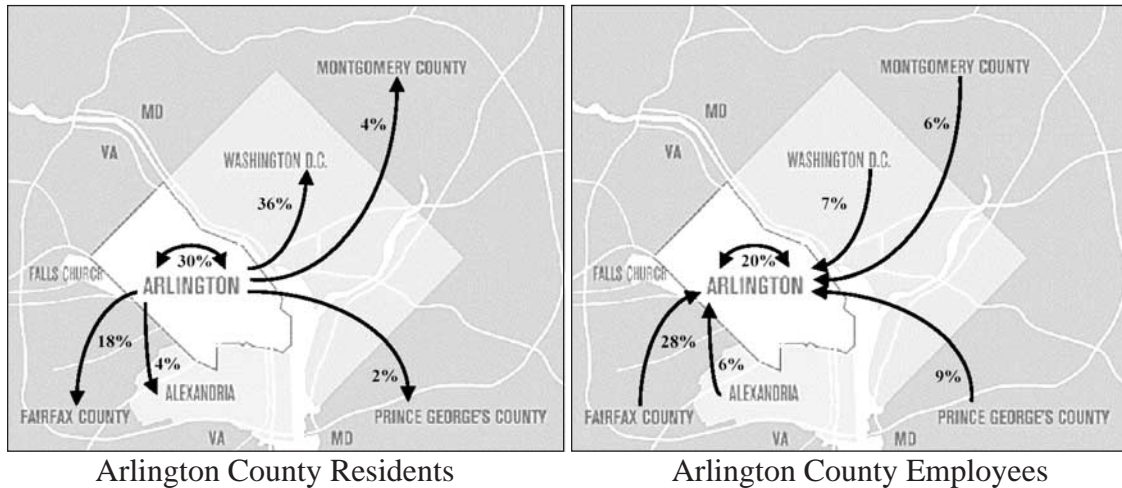 MONTGOMERY COUNTY
MD
4%
VA
WASHINGTON D.C.
36%
30%
FALLS CHURCH
ARLINGTON
18%
4%
2%
ALEXANDRIA
FAIRFAX COUNTY
PRINCE GEORGE'S COUNTY
VA
MD
Arlington County Residents
MONTGOMERY COUNTY
MD
6%
VA
WASHINGTON D.C.
7%
20%
FALLS CHURCH
ARLINGTON
28%
6%
9%
ALEXANDRIA
FAIRFAX COUNTY
PRINCE GEORGE'S COUNTY
VA
MD
Arlington County Employees